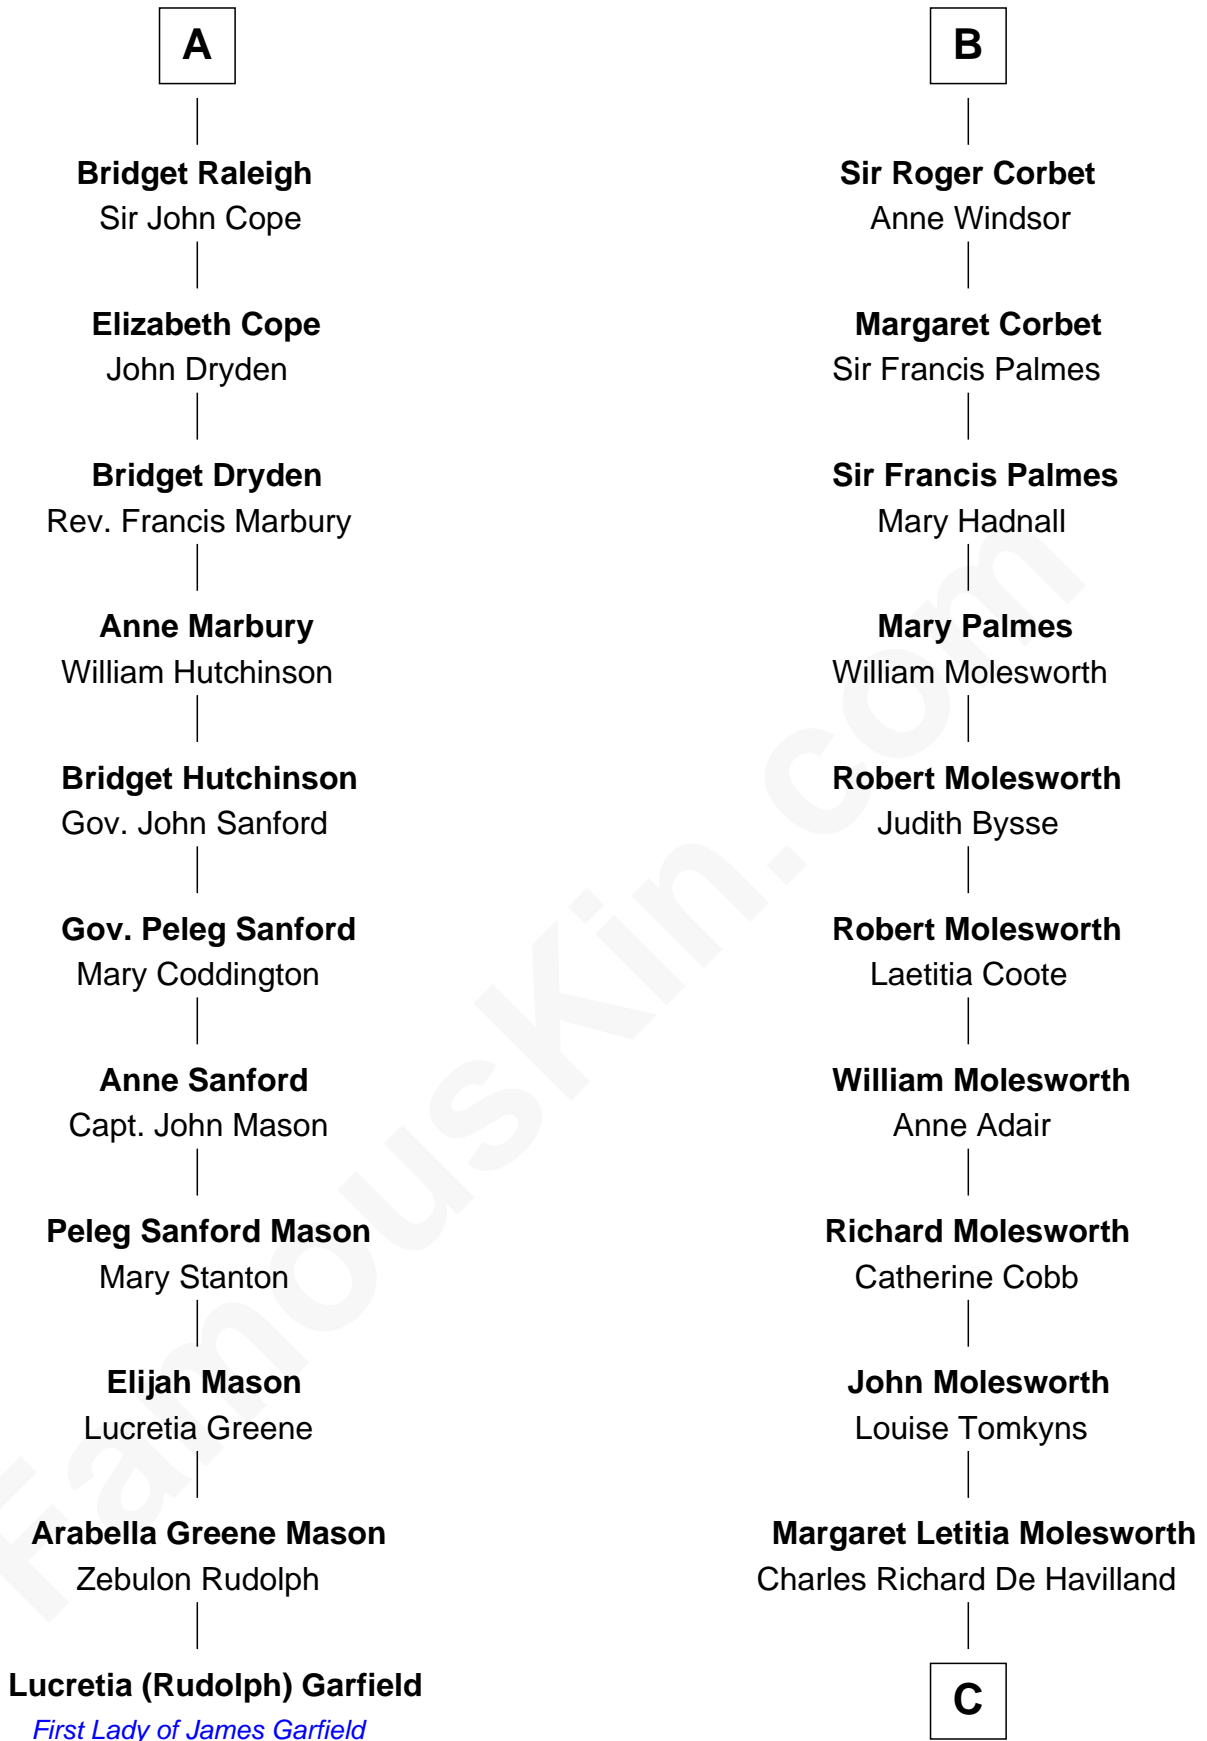 A
Bridget Raleigh
Sir John Cope
Elizabeth Cope
John Dryden
Bridget Dryden
Rev. Francis Marbury
Anne Marbury
William Hutchinson
Bridget Hutchinson
Gov. John Sanford
Gov. Peleg Sanford
Mary Coddington
Anne Sanford
Capt. John Mason
Peleg Sanford Mason
Mary Stanton
Elijah Mason
Lucretia Greene
Arabella Greene Mason
Zebulon Rudolph
Lucretia (Rudolph) Garfield
First Lady of James Garfield
B
Sir Roger Corbet
Anne Windsor
Margaret Corbet
Sir Francis Palmes
Sir Francis Palmes
Mary Hadnall
Mary Palmes
William Molesworth
Robert Molesworth
Judith Bysse
Robert Molesworth
Laetitia Coote
William Molesworth
Anne Adair
Richard Molesworth
Catherine Cobb
John Molesworth
Louise Tomkyns
Margaret Letitia Molesworth
Charles Richard De Havilland
C
FamousKin.com